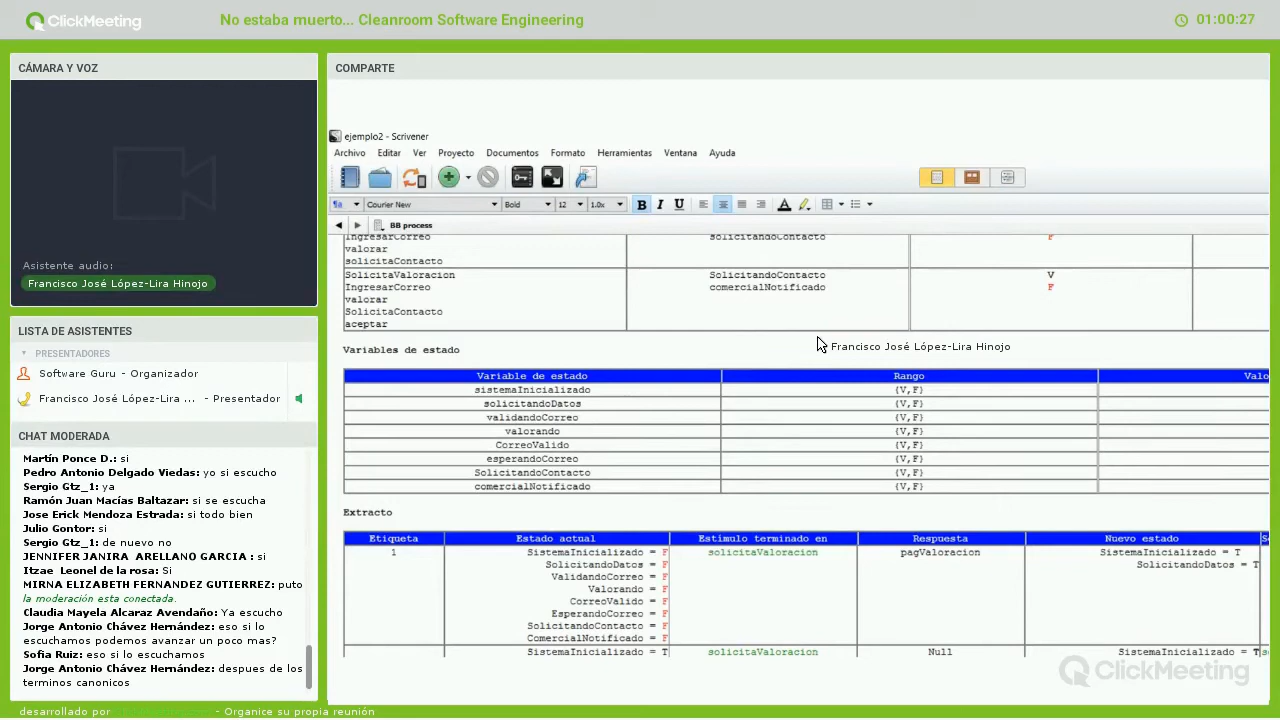 ClickMeeting
No estaba muerto... Cleanroom Software Engineering
01:00:27
CÁMARA Y VOZ
Asistente audio:
Francisco José López-Lira Hinojo
LISTA DE ASISTENTES
PRESENTADORES
Software Guru - Organizador
Francisco José López-Lira ... - Presentador
CHAT MODERADA
Martín Ponce D.: si
Pedro Antonio Delgado Viedas: yo si escucho
Sergio Gtz_1: ya
Ramón Juan Macías Baltazar: si se escucha
Jose Erick Mendoza Estrada: si todo bien
Julio Gontor: si
Sergio Gtz_1: de nuevo no
JENNIFER JANIRA ARELLANO GARCIA : si
Itzae Leonel de la rosa: Si
MIRNA ELIZABETH FERNANDEZ GUTIERREZ: puto
la moderación esta conectada.
Claudia Mayela Alcaraz Avendaño: Ya escucho
Jorge Antonio Chávez Hernández: eso si lo
escuchamos podemos avanzar un poco mas?
Sofia Ruiz: eso si lo escuchamos
Jorge Antonio Chávez Hernández: despues de los
terminos canonicos
desarrollado por
- Organice su propia reunión
COMPARTE
ejemplo2 - Scrivener
Archivo Editar Ver Proyecto Documentos Formato Herramientas Ventana Ayuda
Courier New Bold 12 1.0x B I U A
BB process
IngresarCorreo solicitandoContacto F
valorar
solicitaContacto
SolicitaValoracion SolicitandoContacto V
IngresarCorreo comercialNotificado F
valorar
SolicitaContacto
aceptar
Francisco José López-Lira Hinojo
Variables de estado
Variable de estado Rango Valo
sistemaInicializado {V,F}
solicitandoDatos {V,F}
validandoCorreo {V,F}
valorando {V,F}
CorreoValido {V,F}
esperandoCorreo {V,F}
SolicitandoContacto {V,F}
comercialNotificado {V,F}
Extracto
Etiqueta Estado actual Estimulo terminado en Respuesta Nuevo estado
1 SistemaInicializado = F solicitaValoracion pagValoracion SistemaInicializado = T
SolicitandoDatos = F SolicitandoDatos = T
ValidandoCorreo = F
Valorando = F
CorreoValido = F
EsperandoCorreo = F
SolicitandoContacto = F
ComercialNotificado = F
SistemaInicializado = T solicitaValoracion Null SistemaInicializado = T
ClickMeeting